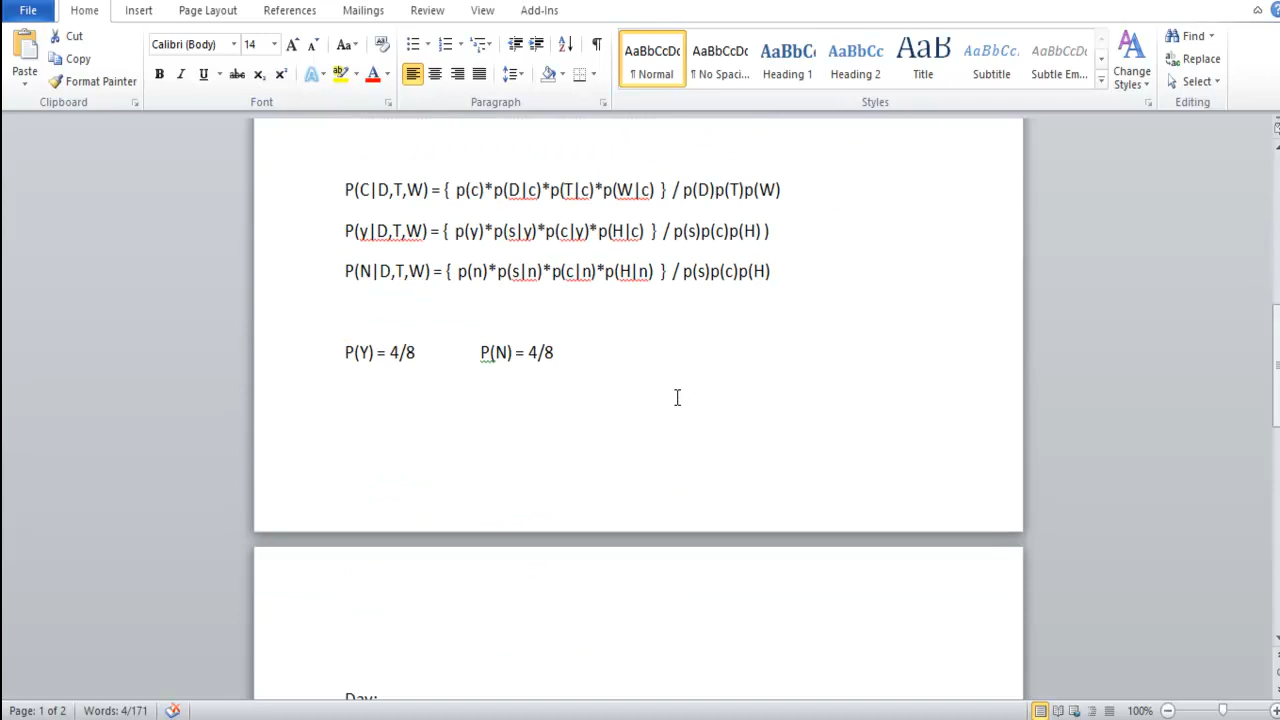 File Home Insert Page Layout References Mailings Review View Add-Ins
Cut
Copy
Format Painter
Paste
Clipboard
Calibri (Body) 14
Font
Paragraph
AaBbCcDc AaBbCcDc AaBbC AaBbCc AaB AaBbCcL AaBbCcDc
¶ Normal ¶ No Spaci... Heading 1 Heading 2 Title Subtitle Subtle Em...
Styles
Change
Styles
Find
Replace
Select
Editing
P(C|D,T,W) = { p(c)*p(D|c)*p(T|c)*p(W|c) } / p(D)p(T)p(W)
P(y|D,T,W) = { p(y)*p(s|y)*p(c|y)*p(H|c) } / p(s)p(c)p(H) )
P(N|D,T,W) = { p(n)*p(s|n)*p(c|n)*p(H|n) } / p(s)p(c)p(H)
P(Y) = 4/8 P(N) = 4/8
Day:
Page: 1 of 2 Words: 4/171 100%